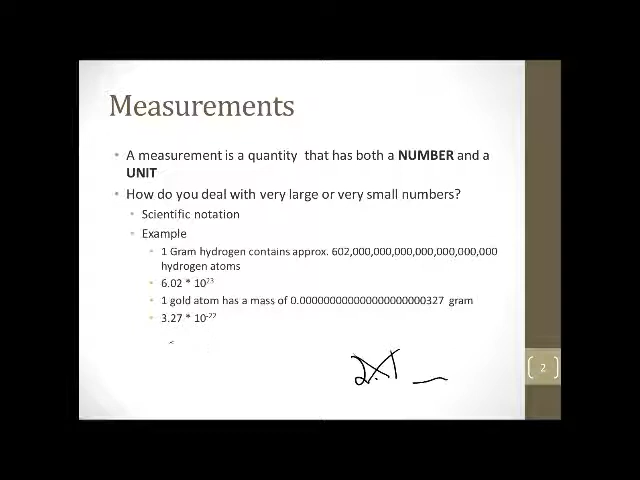 Measurements
• A measurement is a quantity that has both a NUMBER and a
UNIT
• How do you deal with very large or very small numbers?
• Scientific notation
• Example
• 1 Gram hydrogen contains approx. 602,000,000,000,000,000,000,000
hydrogen atoms
• 6.02 * 10²³
• 1 gold atom has a mass of 0.000000000000000000000327 gram
• 3.27 * 10⁻²²
2